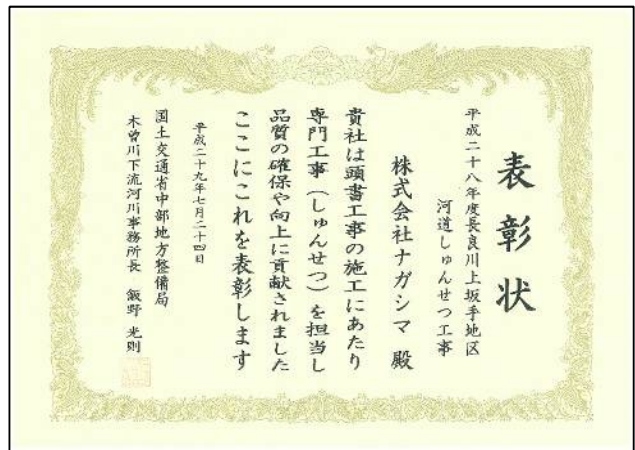 表彰状
平成二十八年度長良川上坂手地区
河道しゅんせつ工事
株式会社ナガシマ 殿
貴社は頭書工事の施工にあたり
専門工事（しゅんせつ）を担当し
品質の確保や向上に貢献されました
ここにこれを表彰します
平成二十九年七月二十四日
国土交通省中部地方整備局
木曽川下流河川事務所長 飯野 光則